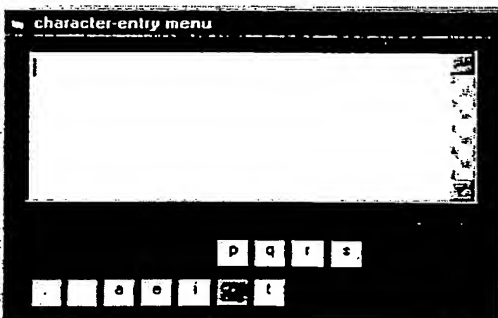 character-entry menu
p q r s
. a e i t